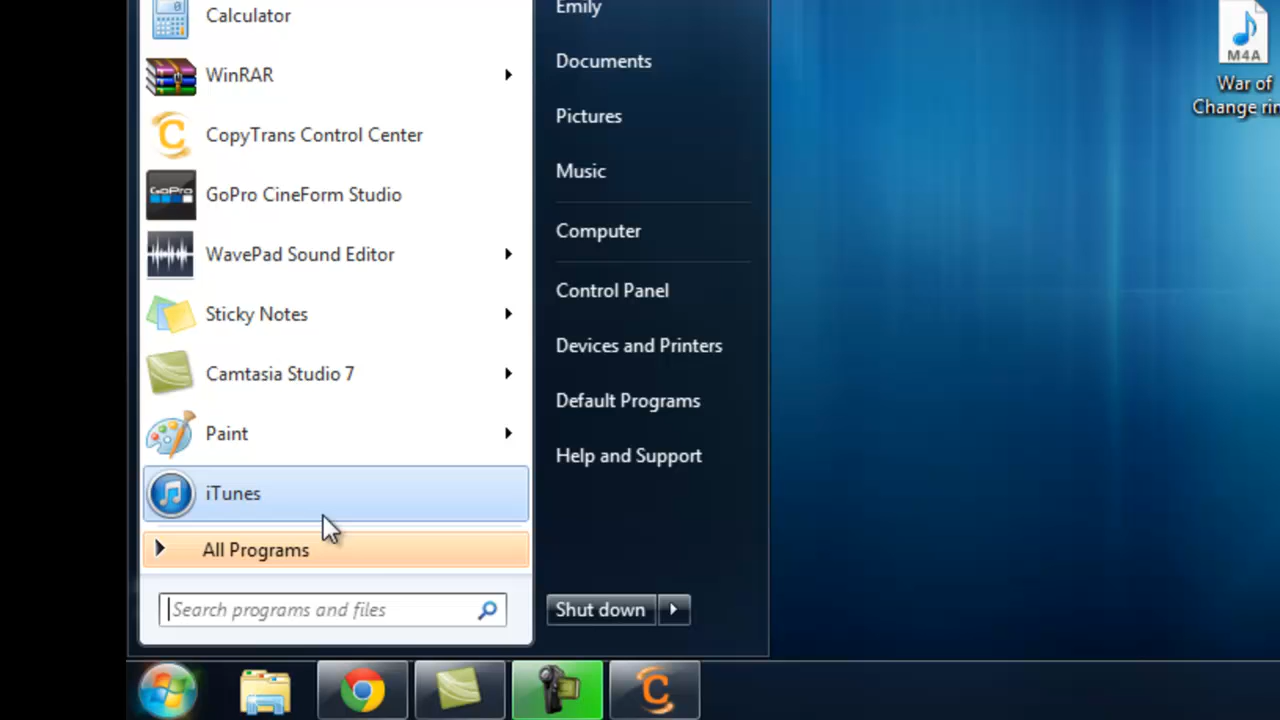 Calculator
WinRAR
CopyTrans Control Center
GoPro
GoPro CineForm Studio
WavePad Sound Editor
Sticky Notes
Camtasia Studio 7
Paint
iTunes
All Programs
Search programs and files
Emily
Documents
Pictures
Music
Computer
Control Panel
Devices and Printers
Default Programs
Help and Support
Shut down
M4A
War of
Change rin